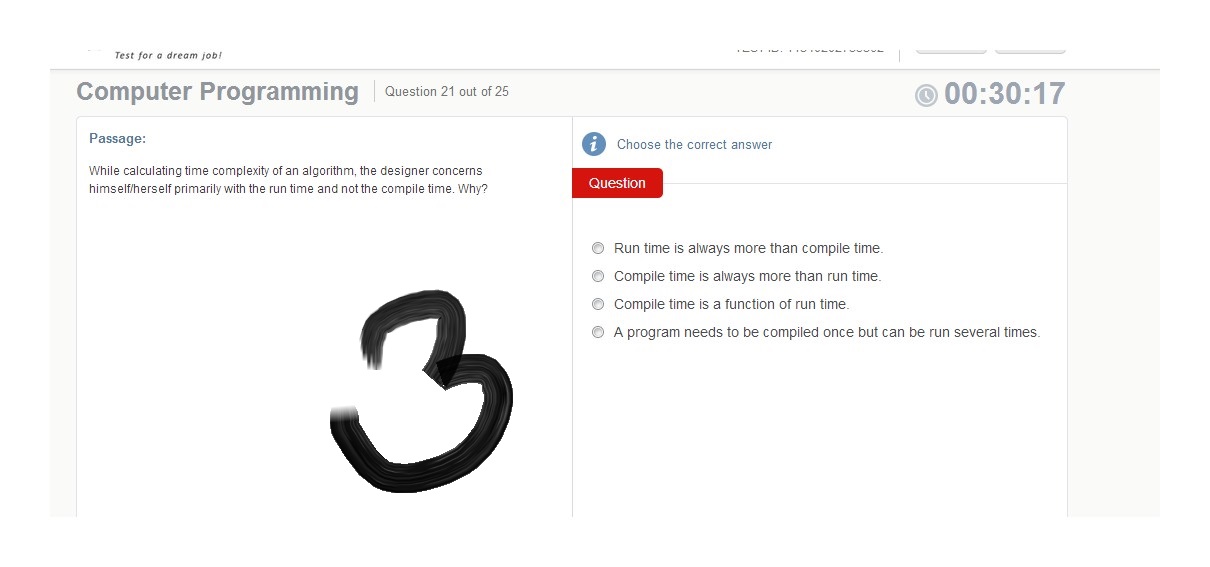 Test for a dream job!
Computer Programming
Question 21 out of 25
00:30:17
Passage:
While calculating time complexity of an algorithm, the designer concerns
himself/herself primarily with the run time and not the compile time. Why?
3
Choose the correct answer
Question
Run time is always more than compile time.
Compile time is always more than run time.
Compile time is a function of run time.
A program needs to be compiled once but can be run several times.